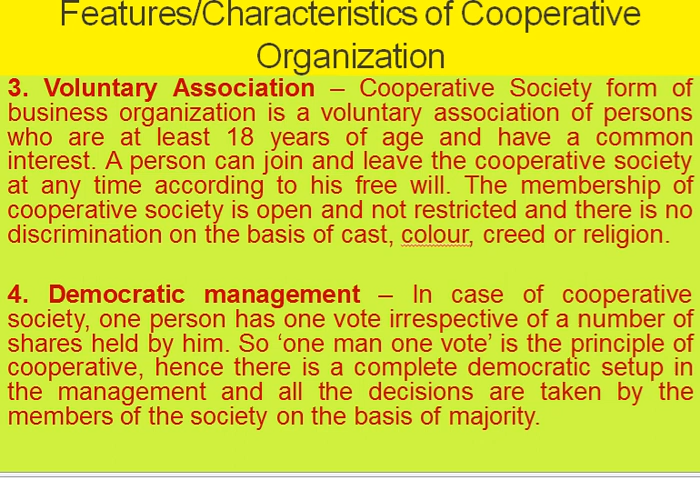 Features/Characteristics of Cooperative
Organization
3. Voluntary Association – Cooperative Society form of
business organization is a voluntary association of persons
who are at least 18 years of age and have a common
interest. A person can join and leave the cooperative society
at any time according to his free will. The membership of
cooperative society is open and not restricted and there is no
discrimination on the basis of cast, colour, creed or religion.
4. Democratic management – In case of cooperative
society, one person has one vote irrespective of a number of
shares held by him. So ‘one man one vote’ is the principle of
cooperative, hence there is a complete democratic setup in
the management and all the decisions are taken by the
members of the society on the basis of majority.